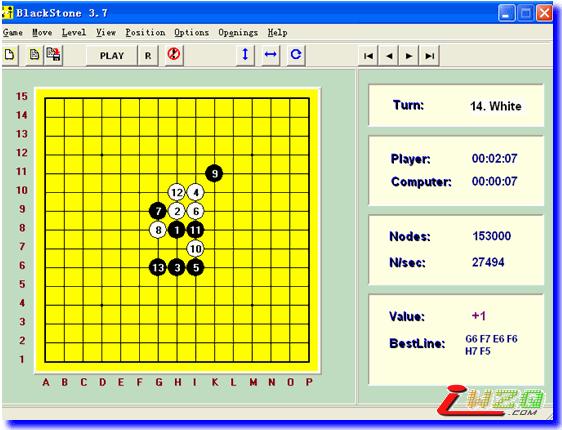 BlackStone 3.7
Game Move Level View Position Options Openings Help
PLAY R
Turn: 14. White
Player: 00:02:07
Computer: 00:00:07
Nodes: 153000
N/sec: 27494
Value: +1
BestLine: G6 F7 E6 F6
H7 F5
15
14
13
12
11
10
9
8
7
6
5
4
3
2
1
9
12 4
7 2 6
8 1 11
10
13 3 5
A B C D E F G H I K L M N O P
iWZQ
.COM